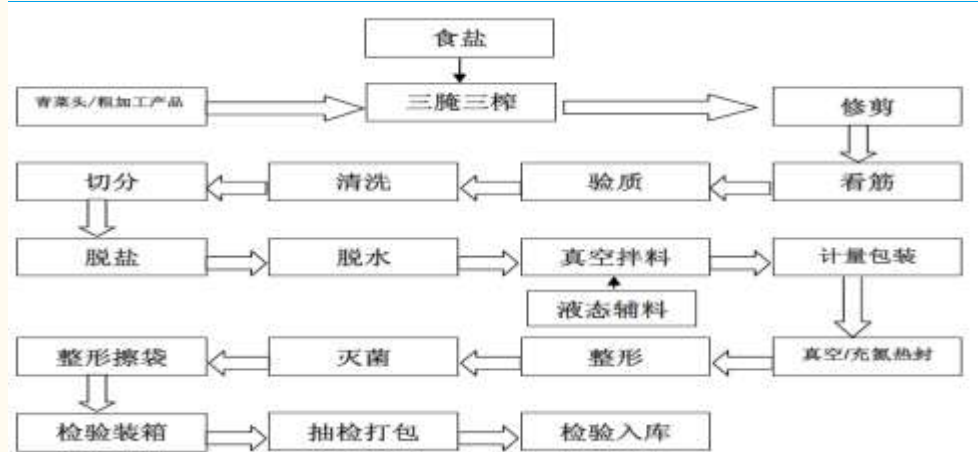 食盐
青菜头/粗加工产品
三腌三榨
修剪
切分
清洗
验质
看筋
脱盐
脱水
真空拌料
计量包装
液态辅料
整形擦袋
灭菌
整形
真空/充氮热封
检验装箱
抽检打包
检验入库